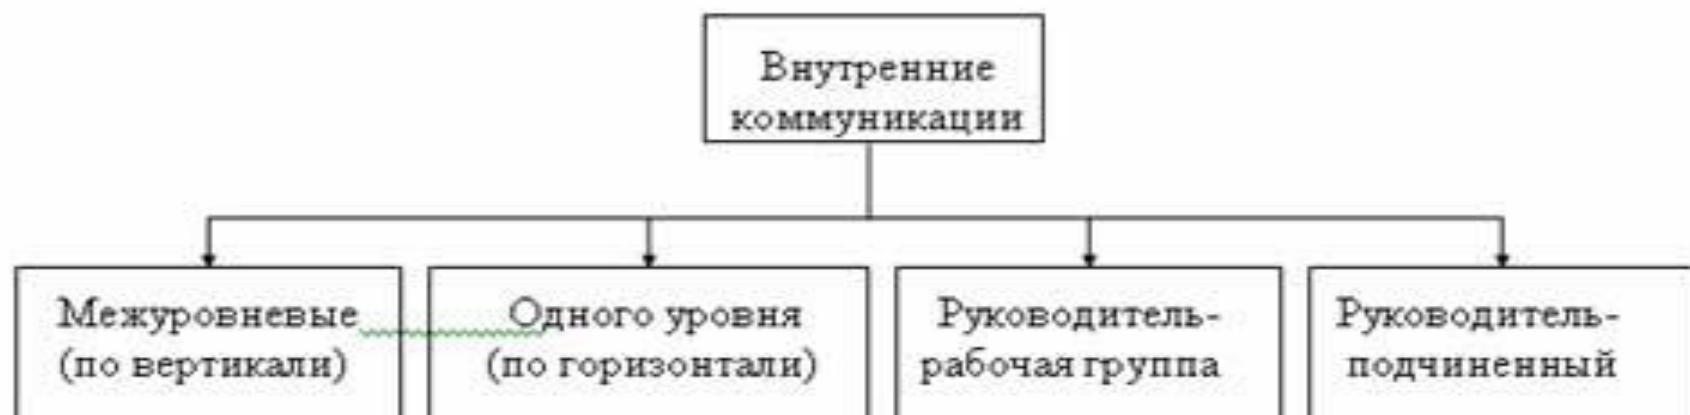 Внутренние
коммуникации
Межуровневые
(по вертикали)
Одного уровня
(по горизонтали)
Руководитель-
рабочая группа
Руководитель-
подчиненный